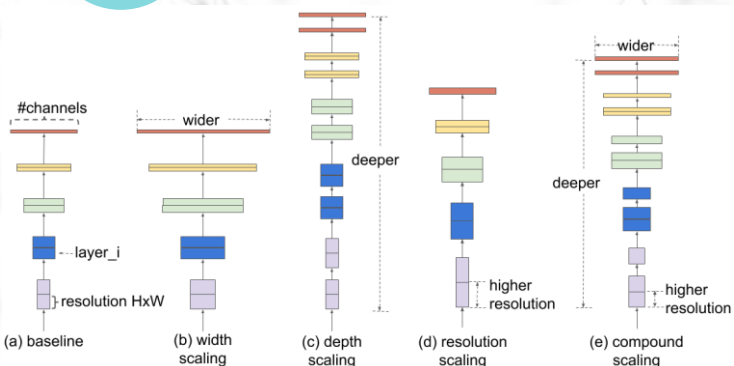 #channels
layer_i
resolution HxW
(a) baseline
wider
(b) width
scaling
deeper
(c) depth
scaling
higher
resolution
(d) resolution
scaling
wider
deeper
higher
resolution
(e) compound
scaling